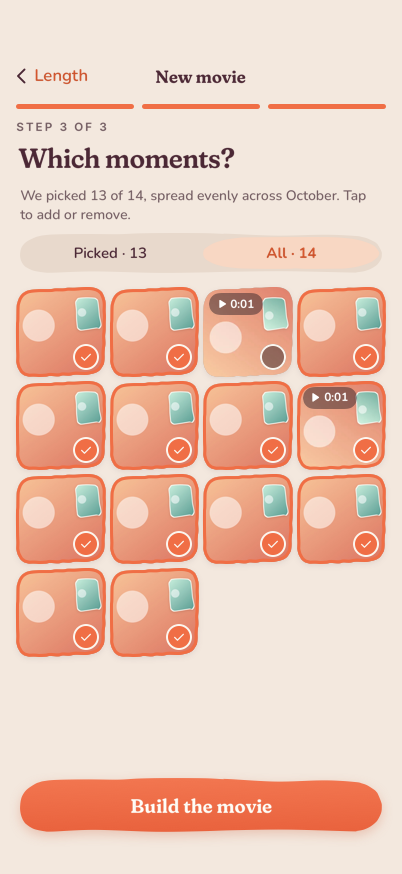 Length
New movie
STEP 3 OF 3
Which moments?
We picked 13 of 14, spread evenly across October. Tap
to add or remove.
Picked · 13
All · 14
0:01
0:01
Build the movie